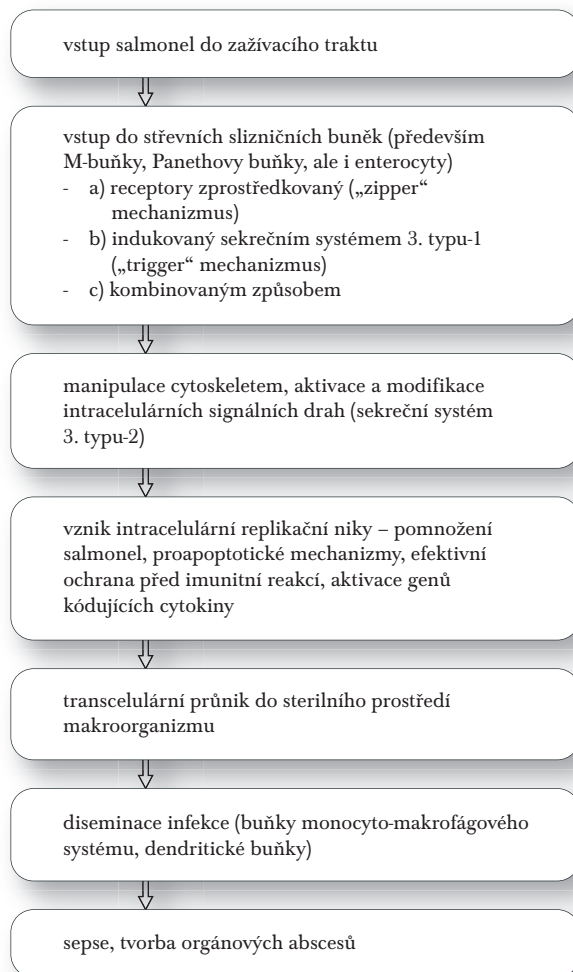 vstup salmonel do zažívacího traktu
vstup do střevních slizničních buněk (především
M-buňky, Panethovy buňky, ale i enterocyty)
- a) receptory zprostředkovaný („zipper“
mechanizmus)
- b) indukovaný sekrečním systémem 3. typu-1
(„trigger“ mechanizmus)
- c) kombinovaným způsobem
manipulace cytoskeletem, aktivace a modifikace
intracelulárních signálních drah (sekreční systém
3. typu-2)
vznik intracelulární replikační niky – pomnožení
salmonel, proapoptotické mechanizmy, efektivní
ochrana před imunitní reakcí, aktivace genů
kódujících cytokiny
transcelulární průnik do sterilního prostředí
makroorganizmu
diseminace infekce (buňky monocyto-makrofágového
systému, dendritické buňky)
sepse, tvorba orgánových abscesů